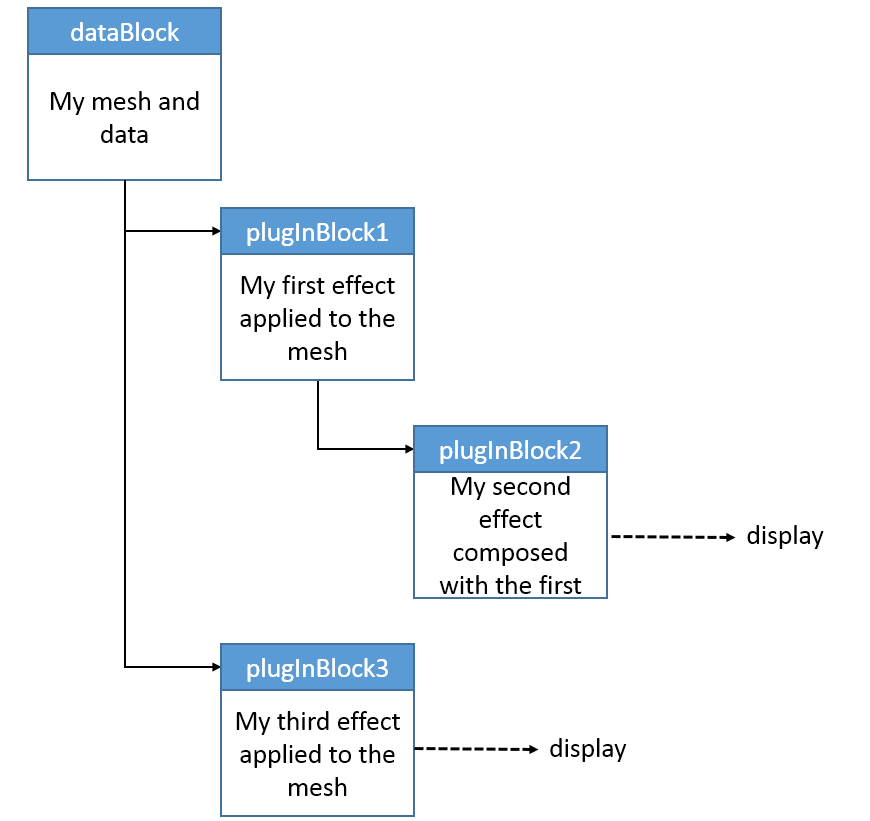 dataBlock
My mesh and
data
plugInBlock1
My first effect
applied to the
mesh
plugInBlock2
My second
effect
composed
with the first
display
plugInBlock3
My third effect
applied to the
mesh
display